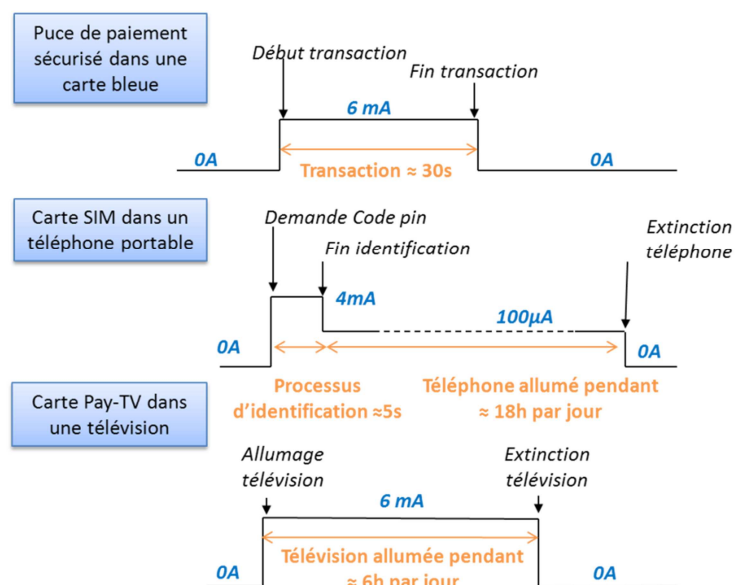 Puce de paiement
sécurisé dans une
carte bleue
Début transaction
Fin transaction
6 mA
0A
0A
Transaction ≈ 30s
Carte SIM dans un
téléphone portable
Demande Code pin
Fin identification
Extinction
téléphone
4mA
100µA
0A
0A
Processus
d'identification ≈5s
Téléphone allumé pendant
≈ 18h par jour
Carte Pay-TV dans
une télévision
Allumage
télévision
Extinction
télévision
6 mA
Télévision allumée pendant
≈ 6h par jour
0A
0A